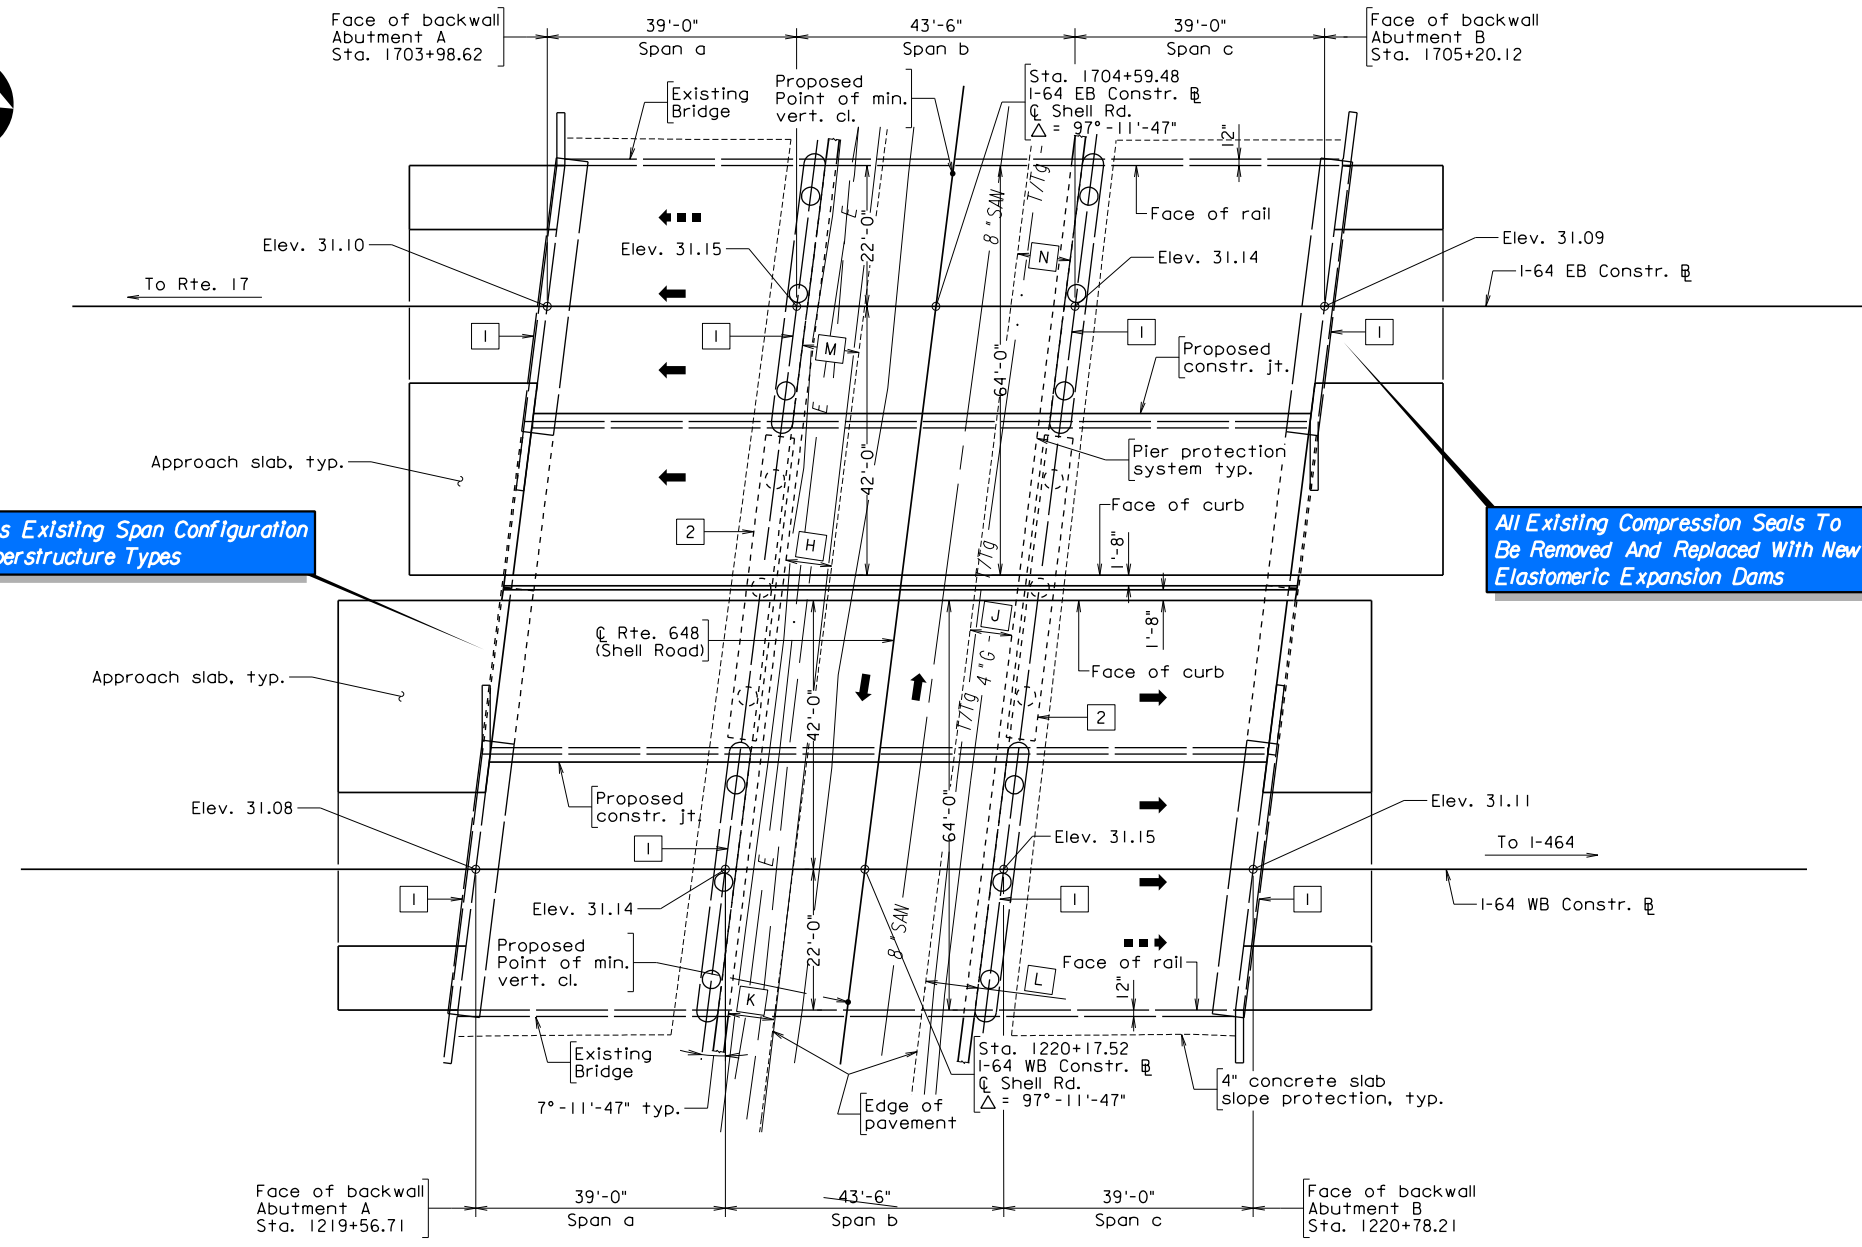 Face of backwall
Abutment A
Sta. 1703+98.62
39'-0"
Span a
43'-6"
Span b
39'-0"
Span c
Face of backwall
Abutment B
Sta. 1705+20.12
Existing
Bridge
Proposed
Point of min.
vert. cl.
Sta. 1704+59.48
I-64 EB Constr. BL
CL Shell Rd.
△ = 97°-11'-47"
12"
E
22'-0"
8 "SAN
T/Tg
Face of rail
Elev. 31.10
Elev. 31.15
N
Elev. 31.14
Elev. 31.09
I-64 EB Constr. BL
To Rte. 17
1
1
M
1
1
64'-0"
Proposed
constr. jt.
E
Approach slab, typ.
42'-0"
Pier protection
system typ.
Face of curb
s Existing Span Configuration
perstructure Types
2
H
T/Tg
1'-8"
All Existing Compression Seals To
Be Removed And Replaced With New
Elastomeric Expansion Dams
J
1'-8"
CL Rte. 648
(Shell Road)
Face of curb
Approach slab, typ.
4 "G
T/Tg
42'-0"
2
Proposed
constr. jt.
Elev. 31.08
64'-0"
Elev. 31.11
Elev. 31.15
1
E
To I-464
1
Elev. 31.14
1
1
I-64 WB Constr. BL
8 "SAN
22'-0"
Proposed
Point of min.
vert. cl.
Face of rail
L
K
12"
Existing
Bridge
Sta. 1220+17.52
I-64 WB Constr. BL
CL Shell Rd.
△ = 97°-11'-47"
4" concrete slab
slope protection, typ.
7°-11'-47" typ.
Edge of
pavement
Face of backwall
Abutment A
Sta. 1219+56.71
39'-0"
Span a
43'-6"
Span b
39'-0"
Span c
Face of backwall
Abutment B
Sta. 1220+78.21